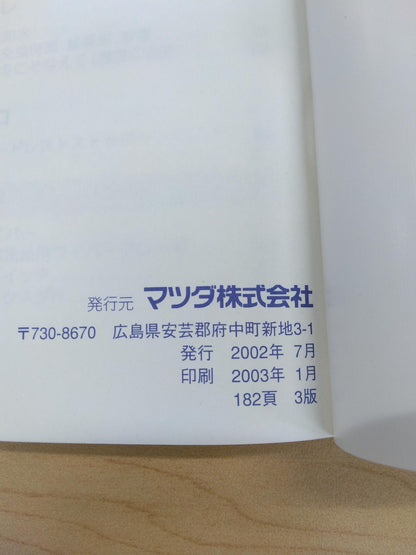 発行元 マツダ株式会社
〒730-8670 広島県安芸郡府中町新地3-1
発行 2002年 7月
印刷 2003年 1月
182頁 3版